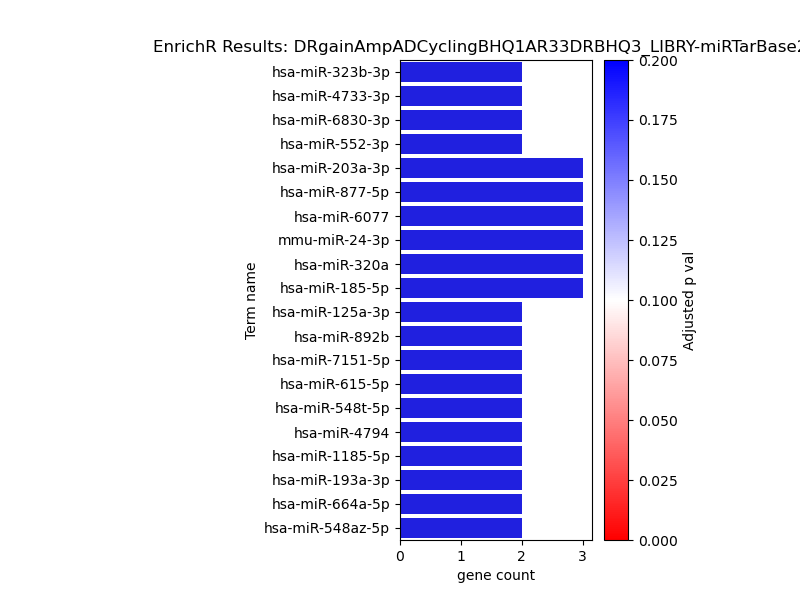 EnrichR Results: DRgainAmpADCyclingBHQ1AR33DRBHQ3_LIBRY-miRTarBase2
hsa-miR-323b-3p
hsa-miR-4733-3p
hsa-miR-6830-3p
hsa-miR-552-3p
hsa-miR-203a-3p
hsa-miR-877-5p
hsa-miR-6077
mmu-miR-24-3p
hsa-miR-320a
hsa-miR-185-5p
hsa-miR-125a-3p
hsa-miR-892b
hsa-miR-7151-5p
hsa-miR-615-5p
hsa-miR-548t-5p
hsa-miR-4794
hsa-miR-1185-5p
hsa-miR-193a-3p
hsa-miR-664a-5p
hsa-miR-548az-5p
Term name
0 1 2 3
gene count
0.200
0.175
0.150
0.125
0.100
0.075
0.050
0.025
0.000
Adjusted p val